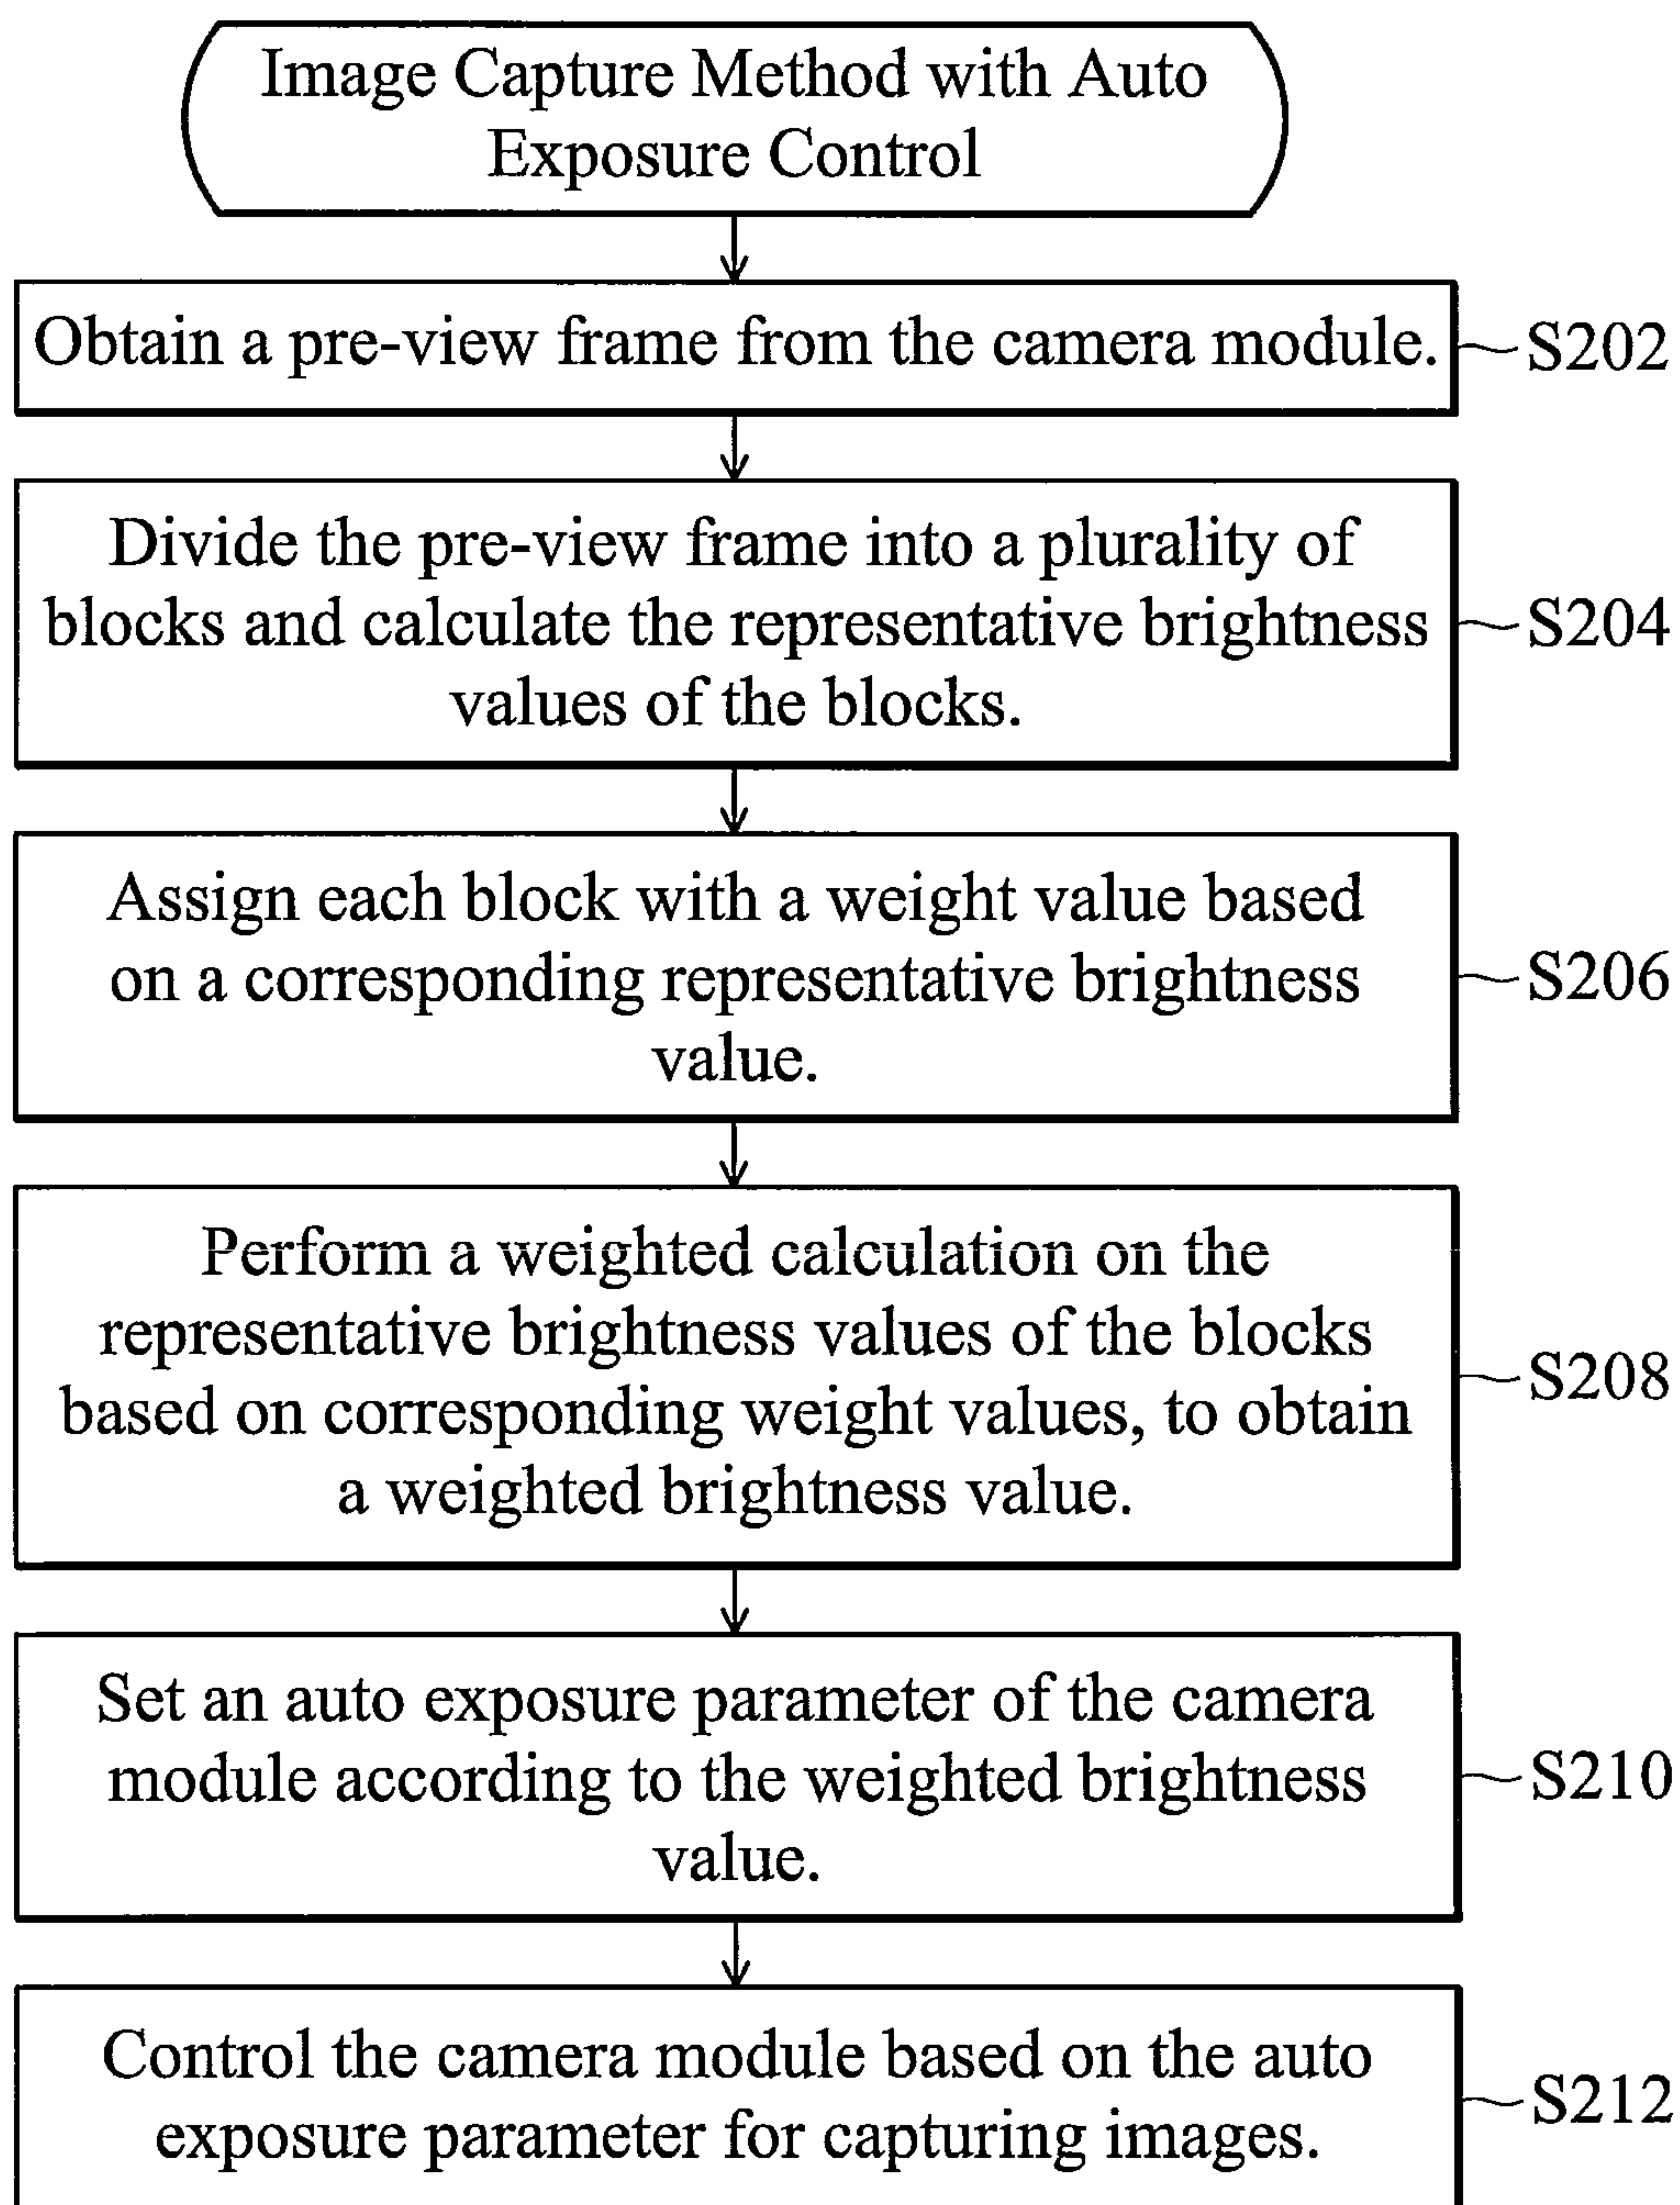 Image Capture Method with Auto
Exposure Control
Obtain a pre-view frame from the camera module.
S202
Divide the pre-view frame into a plurality of
blocks and calculate the representative brightness
values of the blocks.
S204
Assign each block with a weight value based
on a corresponding representative brightness
value.
S206
Perform a weighted calculation on the
representative brightness values of the blocks
based on corresponding weight values, to obtain
a weighted brightness value.
S208
Set an auto exposure parameter of the camera
module according to the weighted brightness
value.
S210
Control the camera module based on the auto
exposure parameter for capturing images.
S212